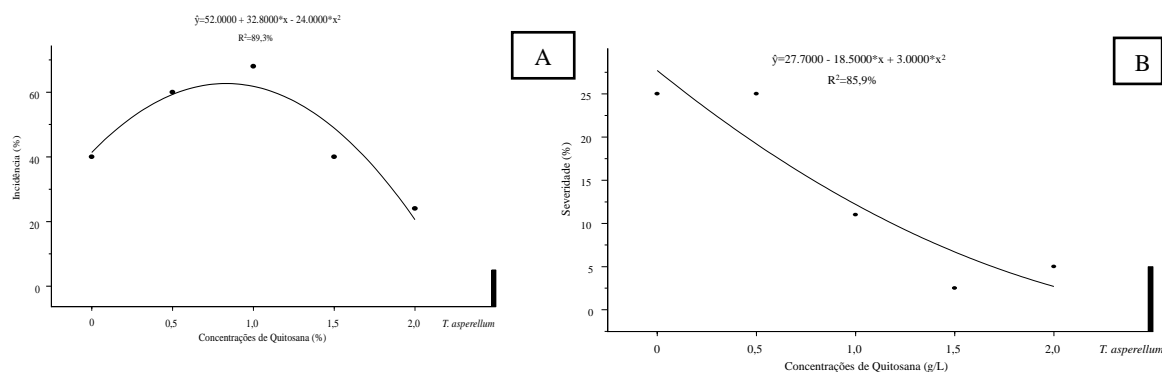 ŷ=52.0000 + 32.8000*x - 24.0000*x²
R²=89,3%
A
Incidência (%)
60
40
20
0
0 0,5 1,0 1,5 2,0 T. asperellum
Concentrações de Quitosana (%)
ŷ=27.7000 - 18.5000*x + 3.0000*x²
R²=85,9%
B
Severidade (%)
25
20
15
10
5
0
0 0,5 1,0 1,5 2,0 T. asperellum
Concentrações de Quitosana (g/L)